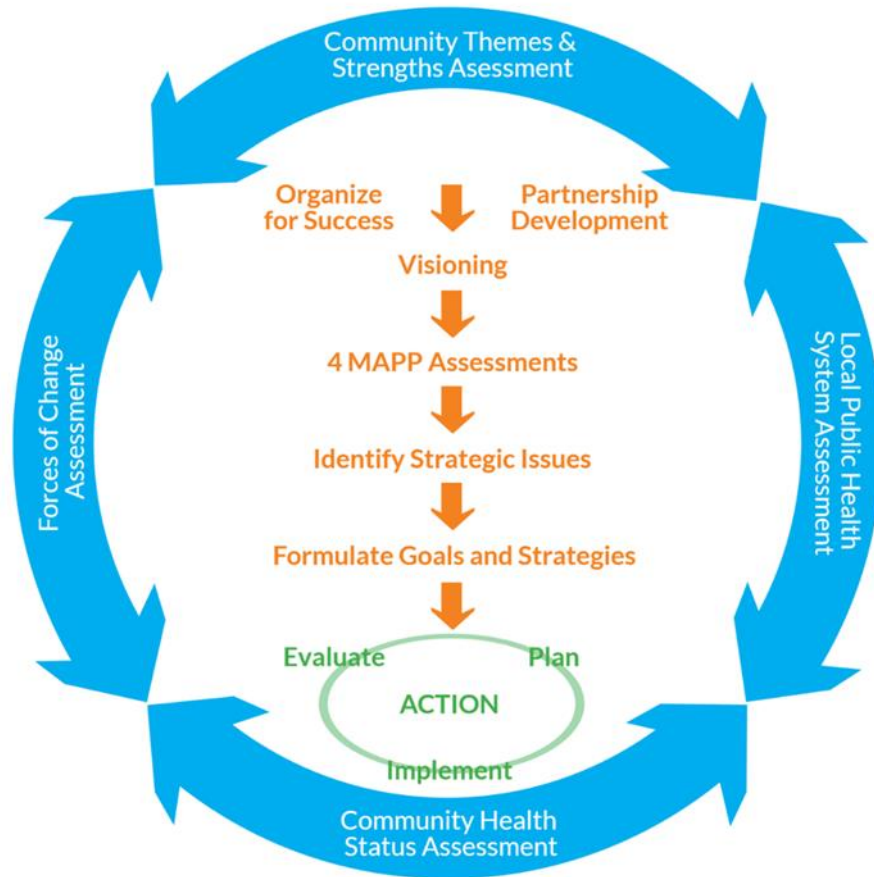 Community Themes &
Strengths Asessment
Organize
for Success
Partnership
Development
Visioning
4 MAPP Assessments
Identify Strategic Issues
Formulate Goals and Strategies
Evaluate
Plan
ACTION
Implement
Forces of Change
Assessment
Local Public Health
System Assessment
Community Health
Status Assessment